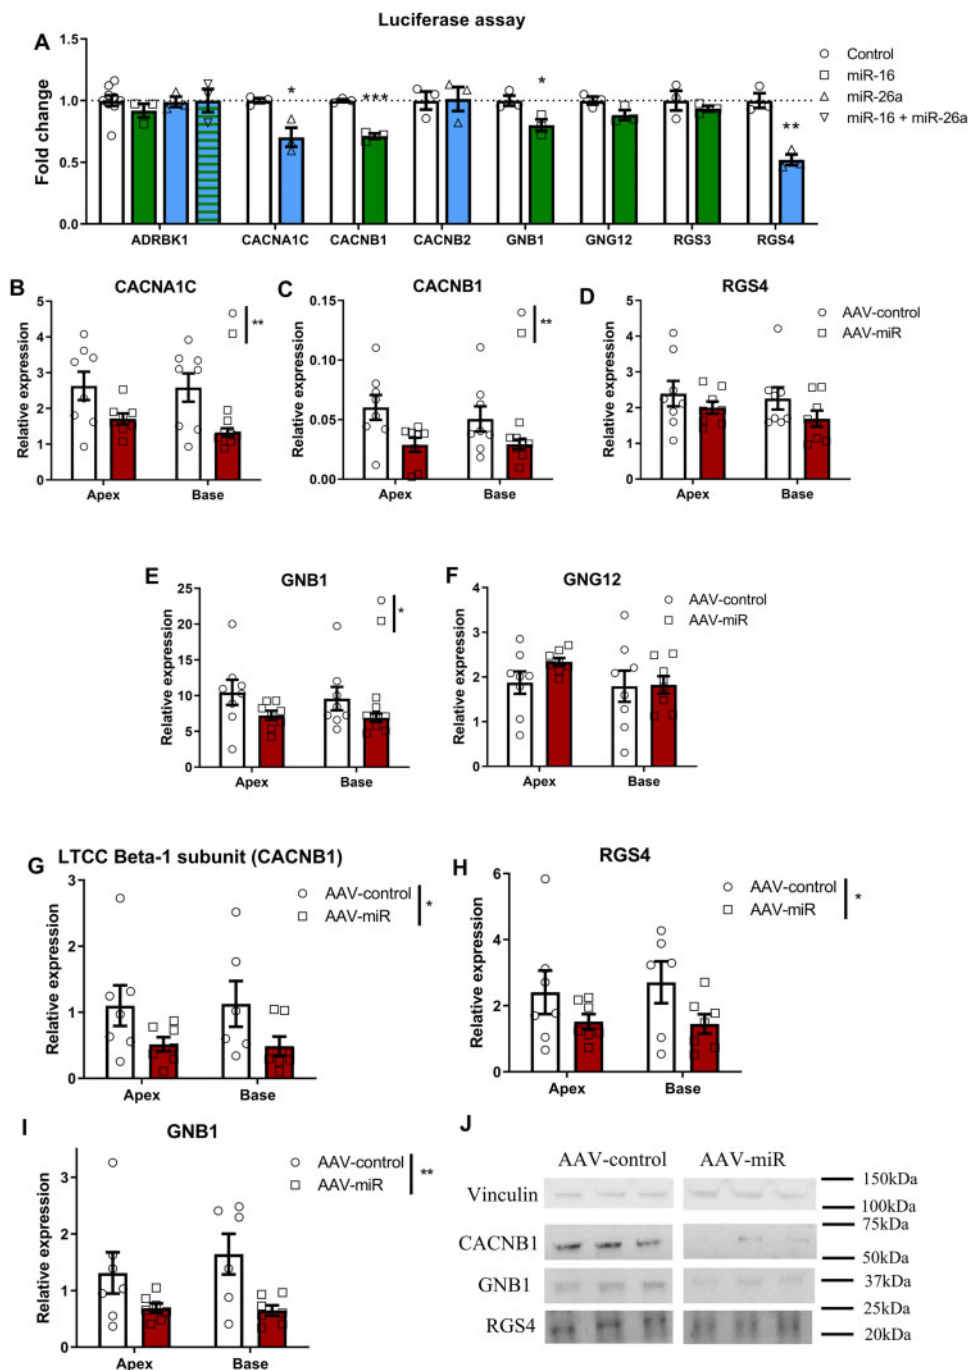 Luciferase assay
A
Fold change
1.5
1.0
0.5
0.0
* *** * **
ADRBK1 CACNA1C CACNB1 CACNB2 GNB1 GNG12 RGS3 RGS4
Control
miR-16
miR-26a
miR-16 + miR-26a
B
CACNA1C
Relative expression
5
4
3
2
1
0
**
Apex Base
C
CACNB1
Relative expression
0.15
0.10
0.05
0.00
**
Apex Base
D
RGS4
Relative expression
5
4
3
2
1
0
AAV-control
AAV-miR
Apex Base
E
GNB1
Relative expression
25
20
15
10
5
0
*
Apex Base
F
GNG12
Relative expression
4
3
2
1
0
AAV-control
AAV-miR
Apex Base
G
LTCC Beta-1 subunit (CACNB1)
Relative expression
3
2
1
0
AAV-control
AAV-miR
*
Apex Base
H
RGS4
Relative expression
6
4
2
0
AAV-control
AAV-miR
*
Apex Base
I
GNB1
Relative expression
3
2
1
0
AAV-control
AAV-miR
**
Apex Base
J
AAV-control AAV-miR
Vinculin
CACNB1
GNB1
RGS4
150kDa
100kDa
75kDa
50kDa
37kDa
25kDa
20kDa